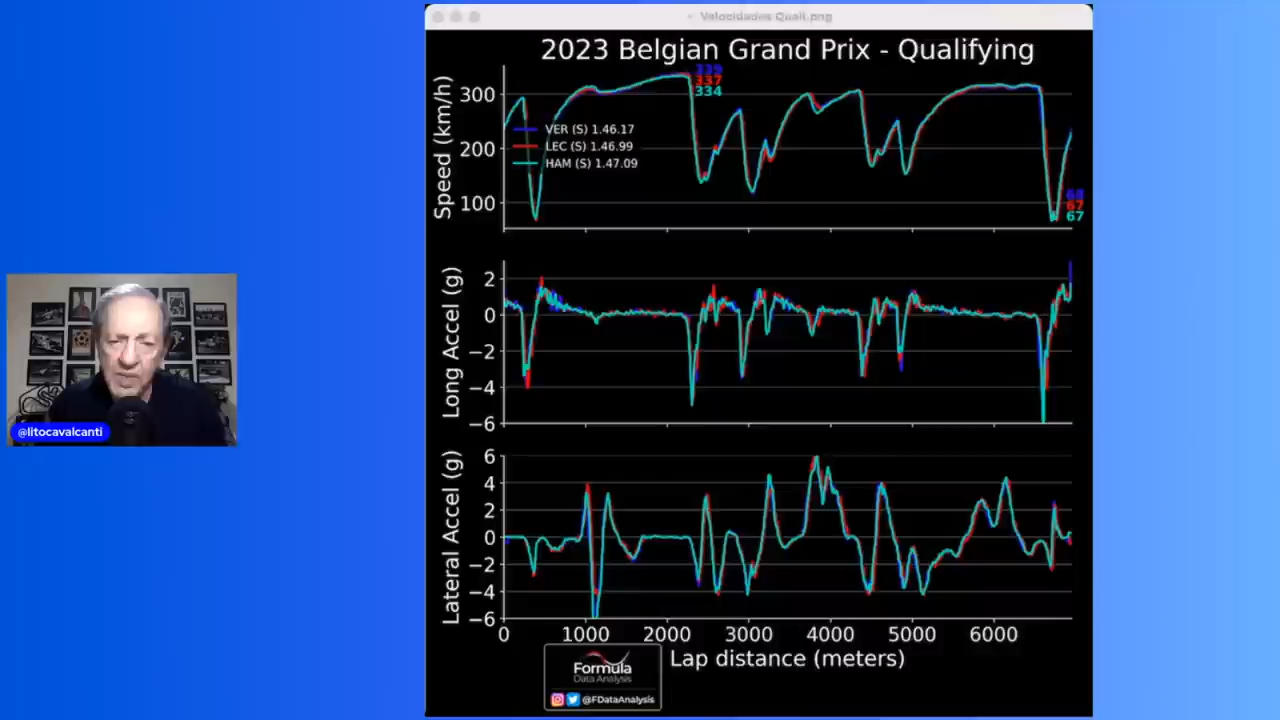 Velocidades Quali.png
2023 Belgian Grand Prix - Qualifying
Speed (km/h)
300
200
100
339
337
334
VER (S) 1.46.17
LEC (S) 1.46.99
HAM (S) 1.47.09
68
67
67
Long Accel (g)
2
0
−2
−4
−6
@litocavalcanti
Lateral Accel (g)
6
4
2
0
−2
−4
−6
0 1000 2000 3000 4000 5000 6000
Lap distance (meters)
Formula
Data Analysis
@FDataAnalysis